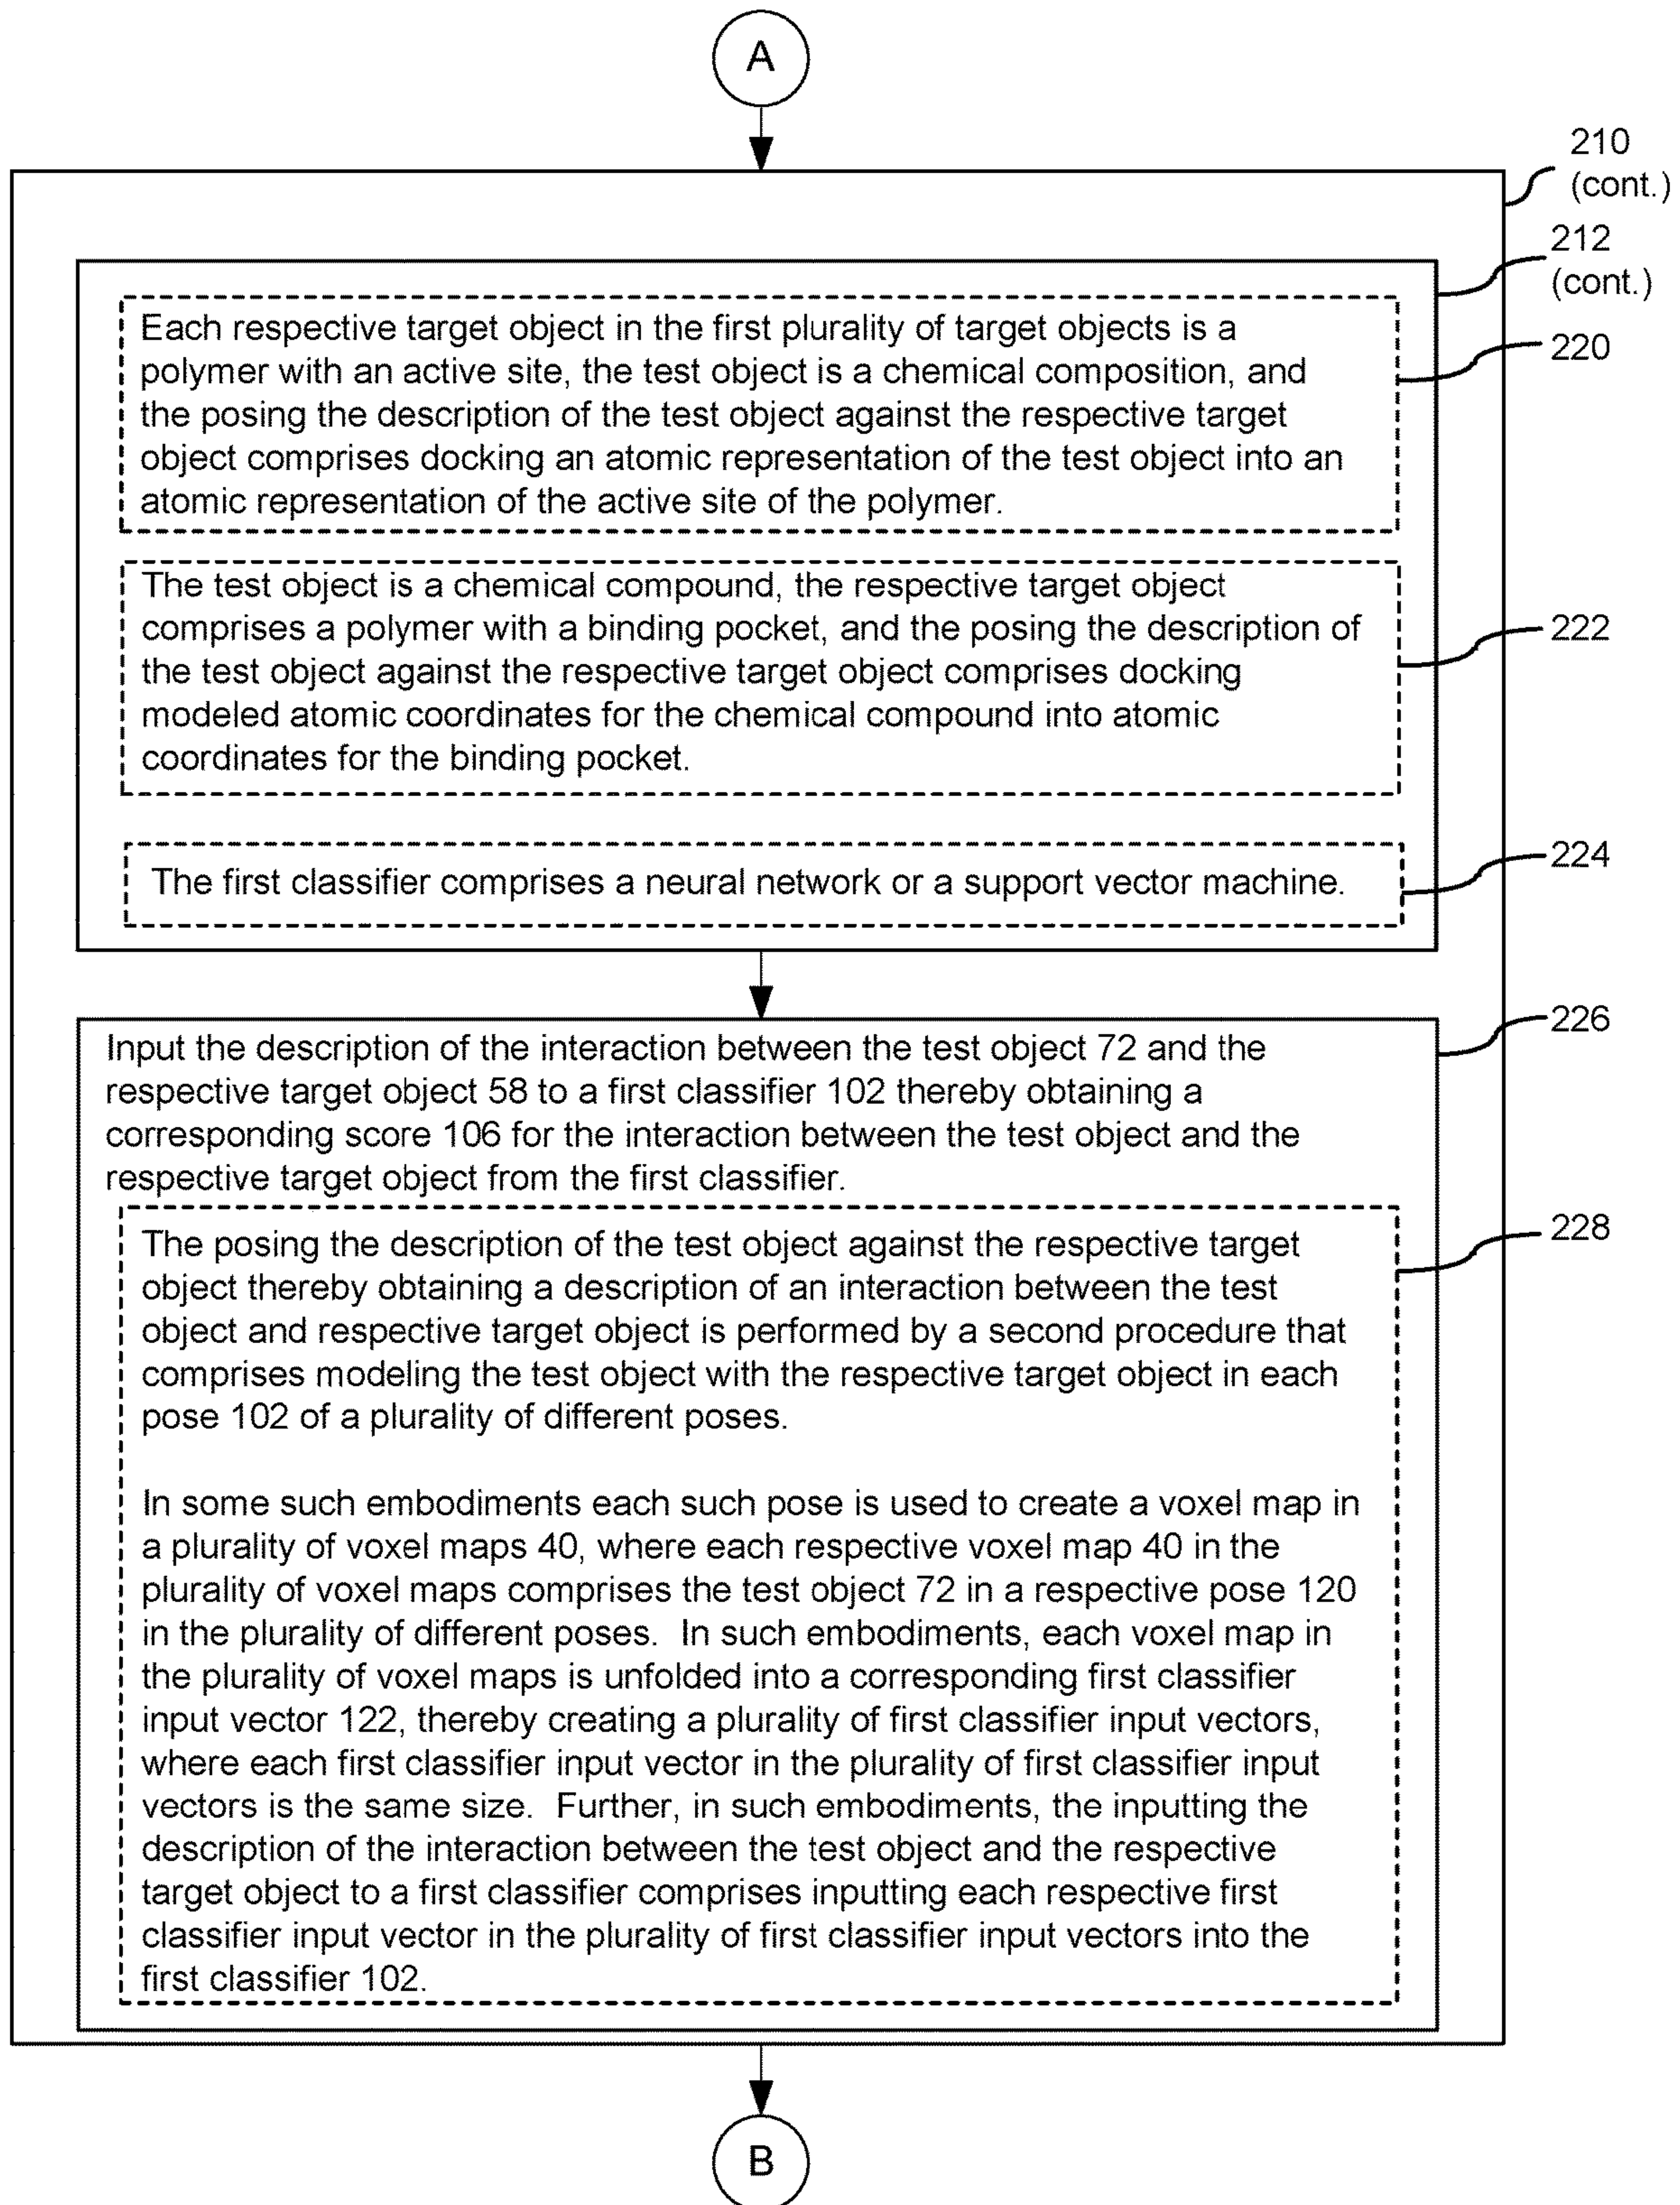 A
210
(cont.)
212
(cont.)
Each respective target object in the first plurality of target objects is a
polymer with an active site, the test object is a chemical composition, and
the posing the description of the test object against the respective target
object comprises docking an atomic representation of the test object into an
atomic representation of the active site of the polymer.
220
The test object is a chemical compound, the respective target object
comprises a polymer with a binding pocket, and the posing the description of
the test object against the respective target object comprises docking
modeled atomic coordinates for the chemical compound into atomic
coordinates for the binding pocket.
222
The first classifier comprises a neural network or a support vector machine.
224
Input the description of the interaction between the test object 72 and the
respective target object 58 to a first classifier 102 thereby obtaining a
corresponding score 106 for the interaction between the test object and the
respective target object from the first classifier.
226
The posing the description of the test object against the respective target
object thereby obtaining a description of an interaction between the test
object and respective target object is performed by a second procedure that
comprises modeling the test object with the respective target object in each
pose 102 of a plurality of different poses.
228
In some such embodiments each such pose is used to create a voxel map in
a plurality of voxel maps 40, where each respective voxel map 40 in the
plurality of voxel maps comprises the test object 72 in a respective pose 120
in the plurality of different poses.  In such embodiments, each voxel map in
the plurality of voxel maps is unfolded into a corresponding first classifier
input vector 122, thereby creating a plurality of first classifier input vectors,
where each first classifier input vector in the plurality of first classifier input
vectors is the same size.  Further, in such embodiments, the inputting the
description of the interaction between the test object and the respective
target object to a first classifier comprises inputting each respective first
classifier input vector in the plurality of first classifier input vectors into the
first classifier 102.
B